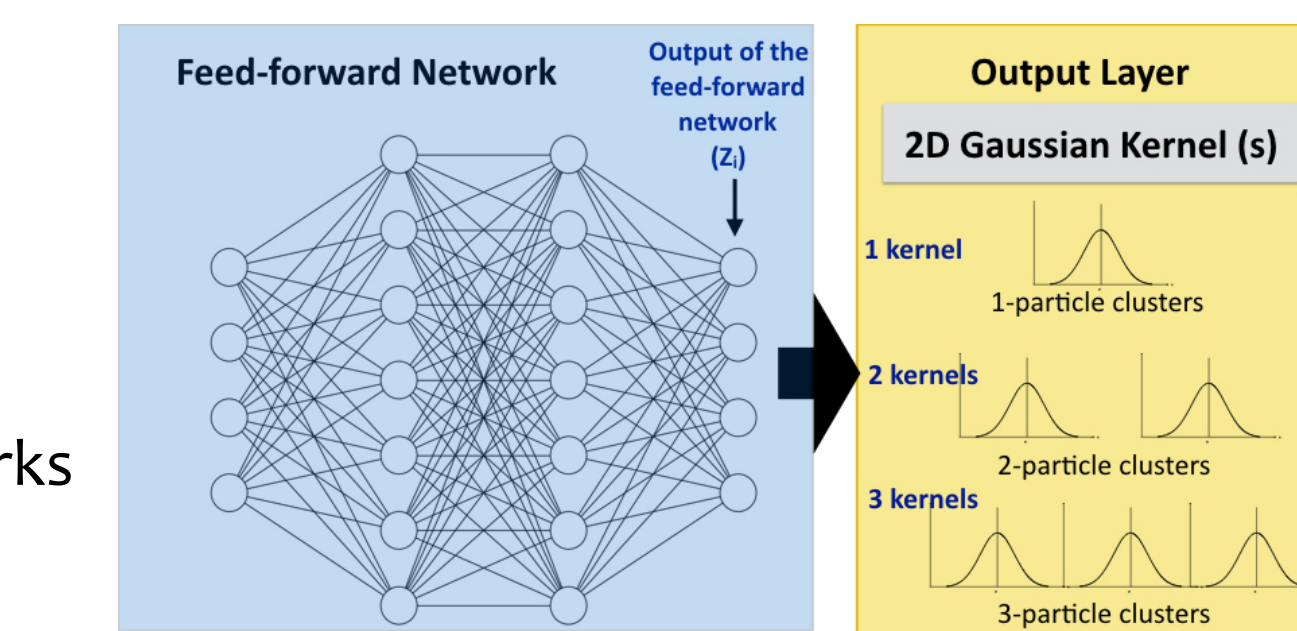 rks
Feed-forward Network
Output of the
feed-forward
network
(Zᵢ)
Output Layer
2D Gaussian Kernel (s)
1 kernel
1-particle clusters
2 kernels
2-particle clusters
3 kernels
3-particle clusters